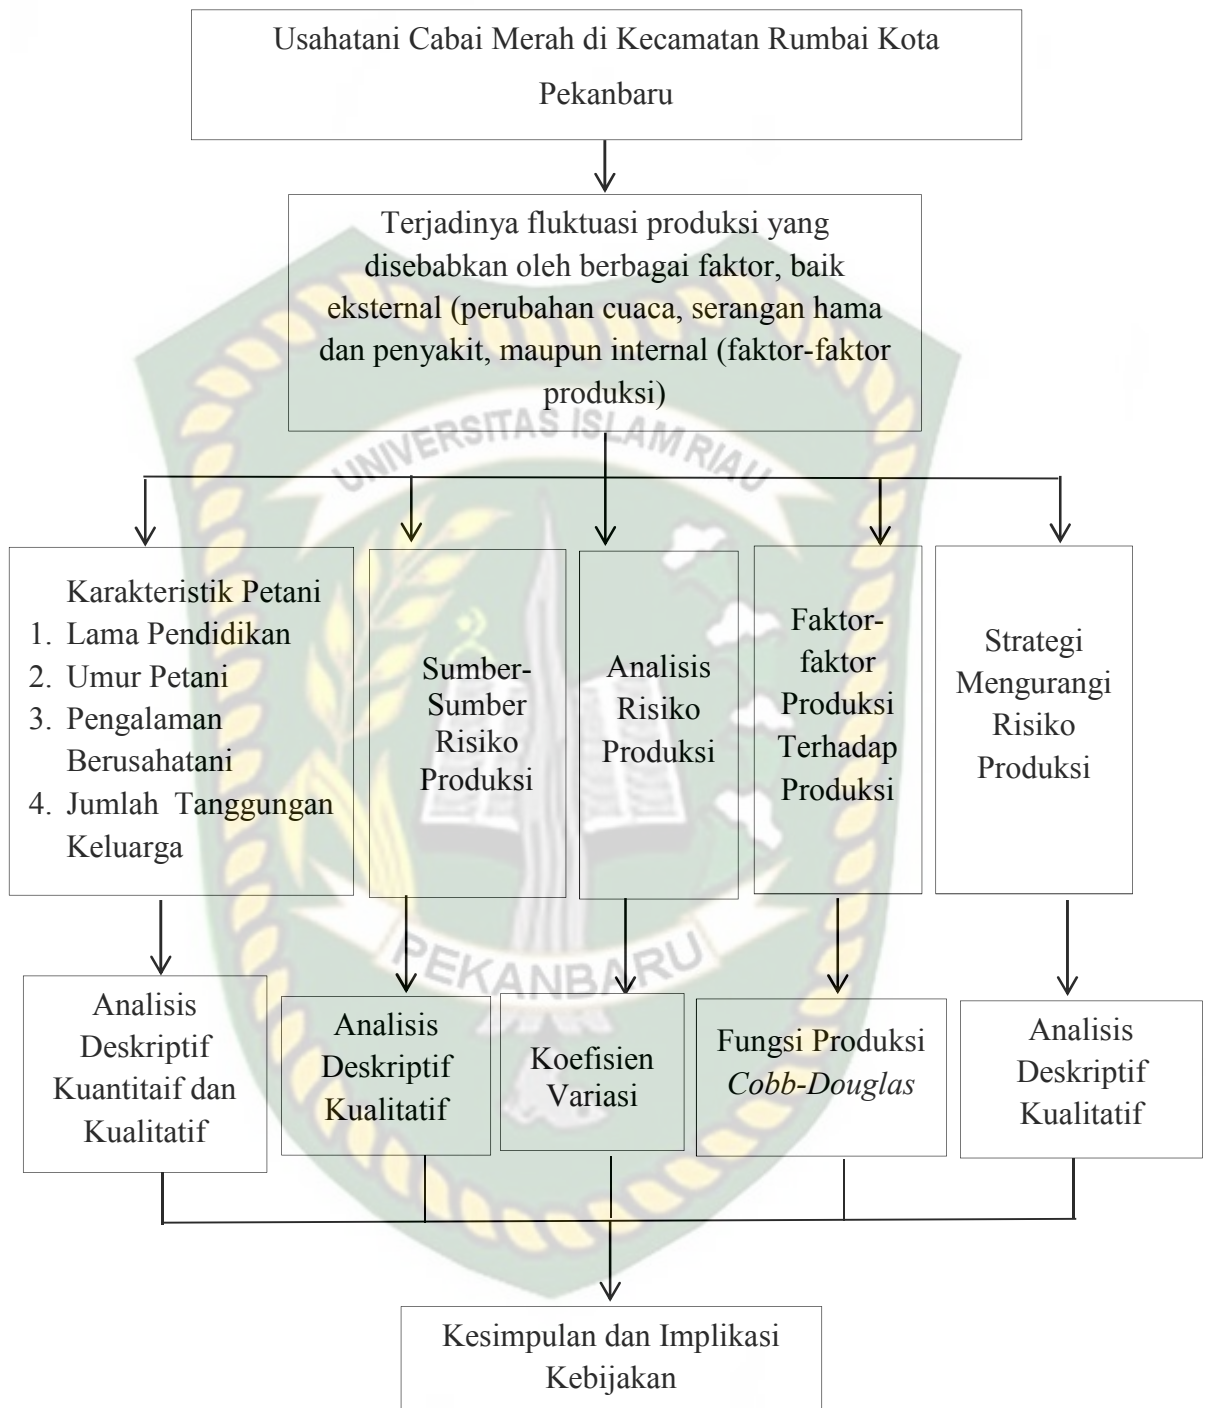 Usahatani Cabai Merah di Kecamatan Rumbai Kota
Pekanbaru
Terjadinya fluktuasi produksi yang
disebabkan oleh berbagai faktor, baik
eksternal (perubahan cuaca, serangan hama
dan penyakit, maupun internal (faktor-faktor
produksi)
UNIVERSITAS ISLAM RIAU
Karakteristik Petani
1. Lama Pendidikan
2. Umur Petani
3. Pengalaman
Berusahatani
4. Jumlah Tanggungan
Keluarga
Sumber-
Sumber
Risiko
Produksi
Analisis
Risiko
Produksi
Faktor-
faktor
Produksi
Terhadap
Produksi
Strategi
Mengurangi
Risiko
Produksi
PEKANBARU
Analisis
Deskriptif
Kuantitaif dan
Kualitatif
Analisis
Deskriptif
Kualitatif
Koefisien
Variasi
Fungsi Produksi
Cobb-Douglas
Analisis
Deskriptif
Kualitatif
Kesimpulan dan Implikasi
Kebijakan